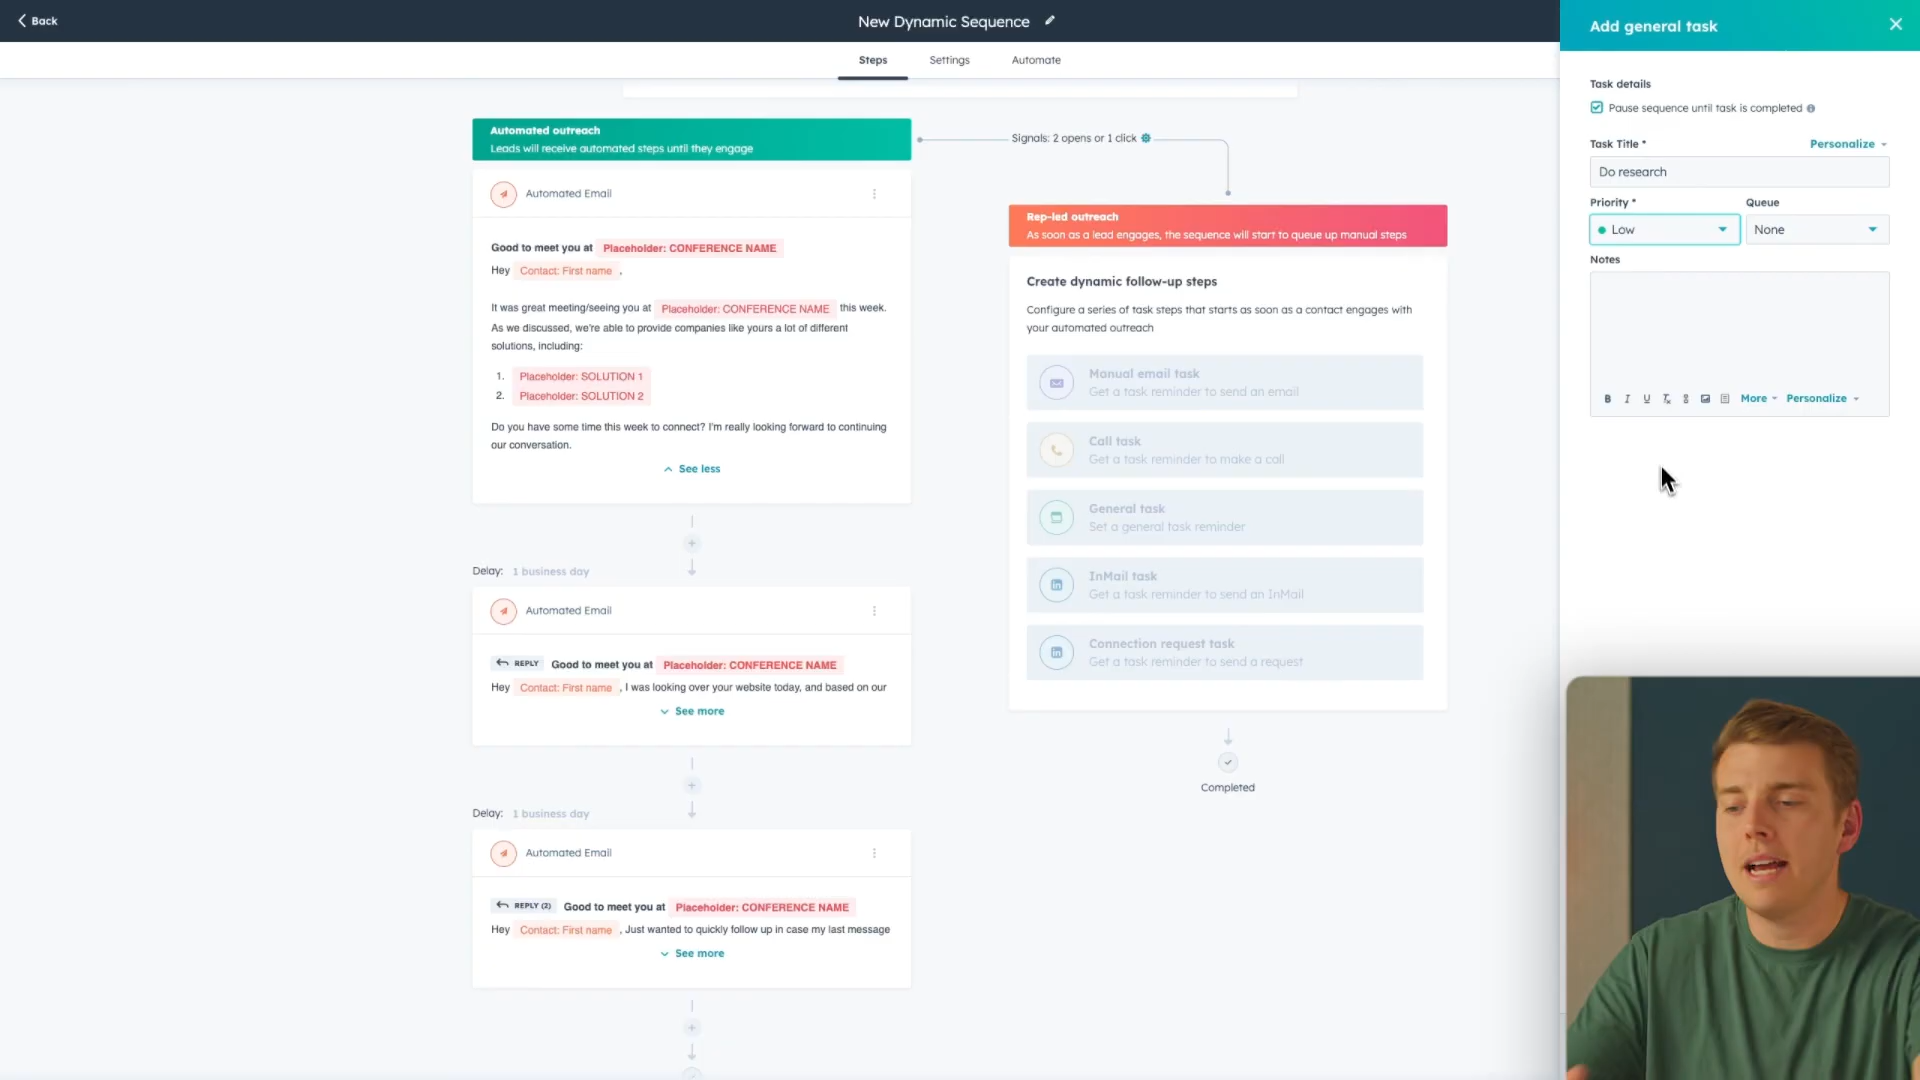 Back
New Dynamic Sequence
Steps
Settings
Automate
Automated outreach
Leads will receive automated steps until they engage
Signals: 2 opens or 1 click
Automated Email
Good to meet you at Placeholder: CONFERENCE NAME
Hey Contact: First name ,
It was great meeting/seeing you at Placeholder: CONFERENCE NAME this week.
As we discussed, we're able to provide companies like yours a lot of different
solutions, including:
1. Placeholder: SOLUTION 1
2. Placeholder: SOLUTION 2
Do you have some time this week to connect? I'm really looking forward to continuing
our conversation.
See less
Delay: 1 business day
Automated Email
REPLY Good to meet you at Placeholder: CONFERENCE NAME
Hey Contact: First name , I was looking over your website today, and based on our
See more
Delay: 1 business day
Automated Email
REPLY (2) Good to meet you at Placeholder: CONFERENCE NAME
Hey Contact: First name , Just wanted to quickly follow up in case my last message
See more
Rep-led outreach
As soon as a lead engages, the sequence will start to queue up manual steps
Create dynamic follow-up steps
Configure a series of task steps that starts as soon as a contact engages with
your automated outreach
Manual email task
Get a task reminder to send an email
Call task
Get a task reminder to make a call
General task
Set a general task reminder
InMail task
Get a task reminder to send an InMail
Connection request task
Get a task reminder to send a request
Completed
Add general task
Task details
Pause sequence until task is completed
Task Title *
Personalize
Do research
Priority *
Queue
Low
None
Notes
B I U Tx More Personalize